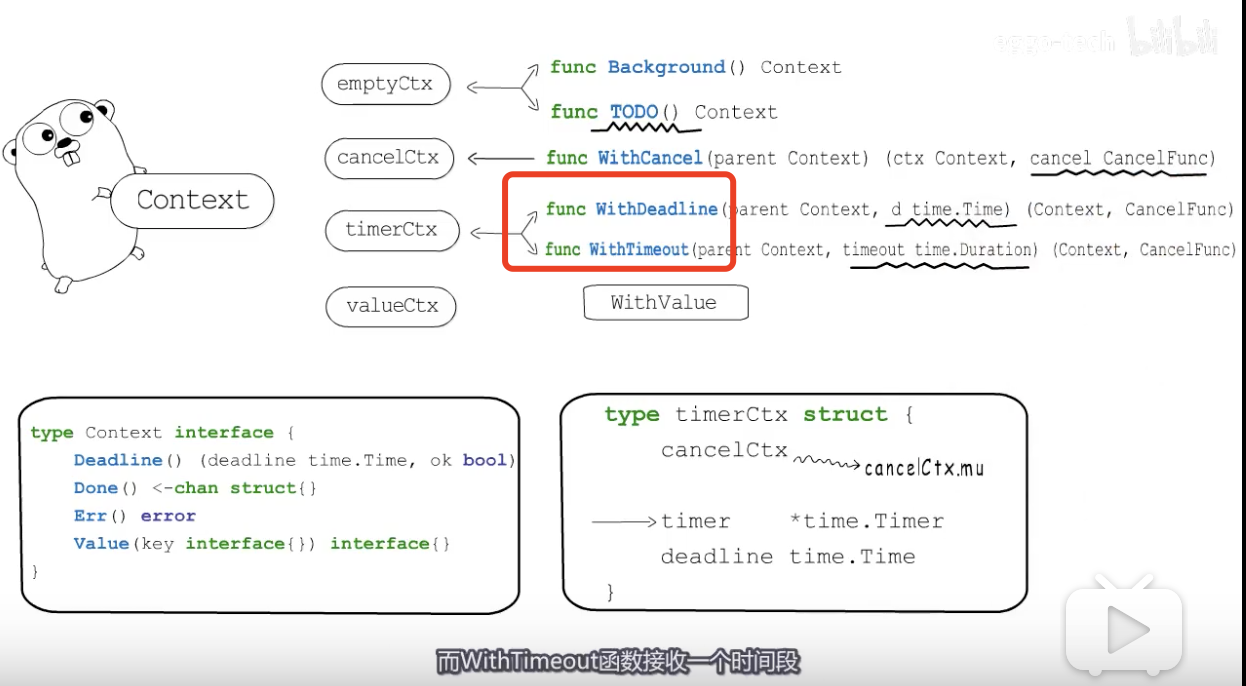 eggo-tech bilibili
emptyCtx
func Background() Context
func TODO() Context
cancelCtx
func WithCancel(parent Context) (ctx Context, cancel CancelFunc)
Context
timerCtx
func WithDeadline(parent Context, d time.Time) (Context, CancelFunc)
func WithTimeout(parent Context, timeout time.Duration) (Context, CancelFunc)
valueCtx
WithValue
type Context interface {
Deadline() (deadline time.Time, ok bool)
Done() <-chan struct{}
Err() error
Value(key interface{}) interface{}
}
type timerCtx struct {
cancelCtx
cancelCtx.mu
timer *time.Timer
deadline time.Time
}
而WithTimeout函数接收一个时间段